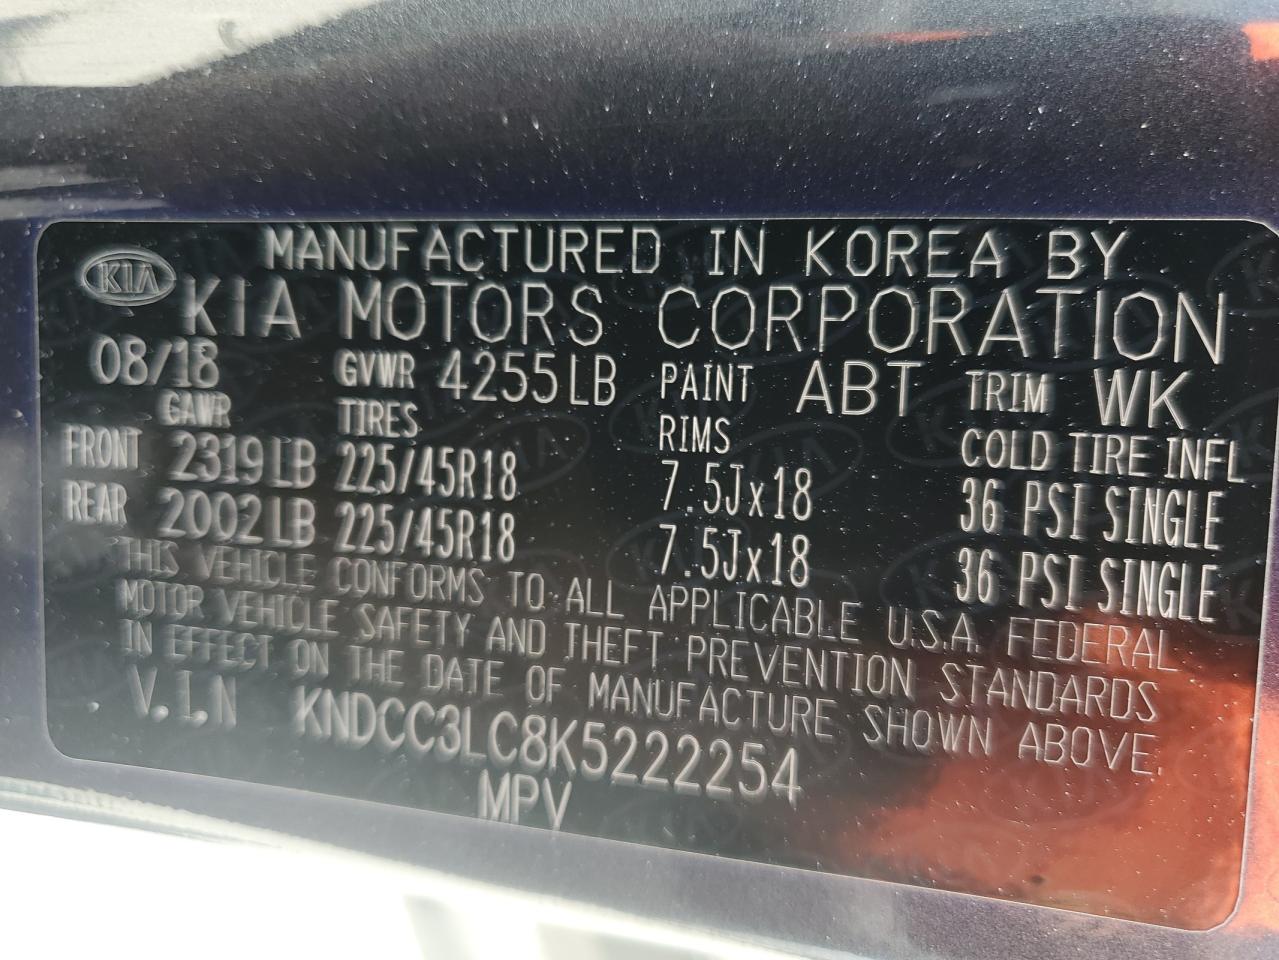 MANUFACTURED IN KOREA BY
KIA
KIA MOTORS CORPORATION
08/18 GVWR 4255LB PAINT ABT TRIM WK
GAWR TIRES RIMS COLD TIRE INFL
FRONT 2319LB 225/45R18 7.5Jx18 36 PSI SINGLE
REAR 2002LB 225/45R18 7.5Jx18 36 PSI SINGLE
THIS VEHICLE CONFORMS TO ALL APPLICABLE U.S.A. FEDERAL
MOTOR VEHICLE SAFETY AND THEFT PREVENTION STANDARDS
IN EFFECT ON THE DATE OF MANUFACTURE SHOWN ABOVE.
V.I.N KNDCC3LC8K5222254
MPV